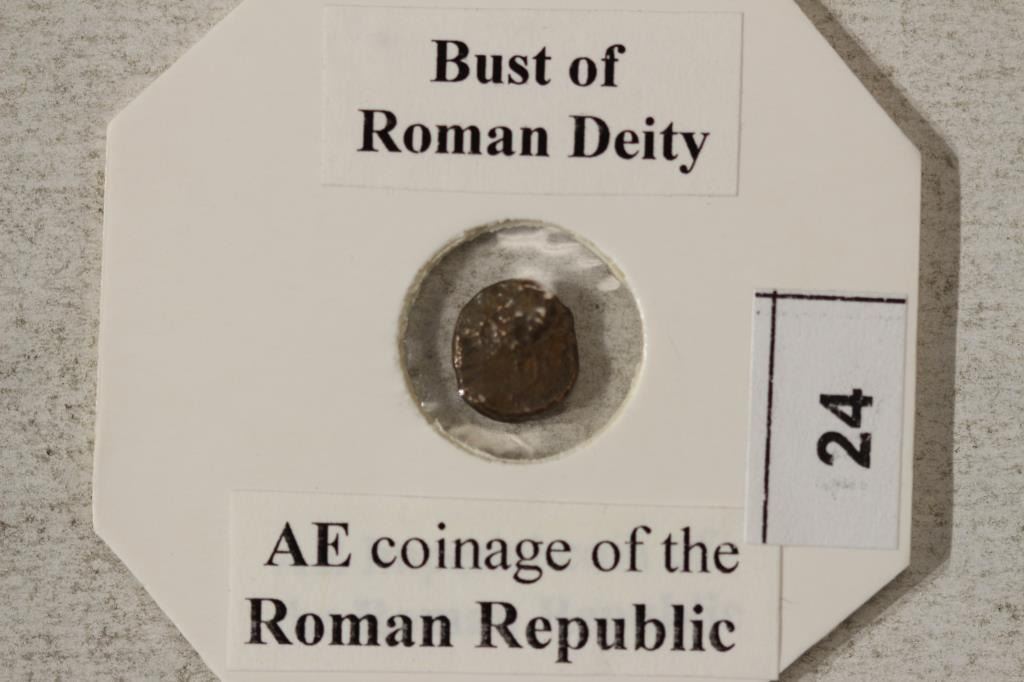 Bust of
Roman Deity
24
AE coinage of the
Roman Republic